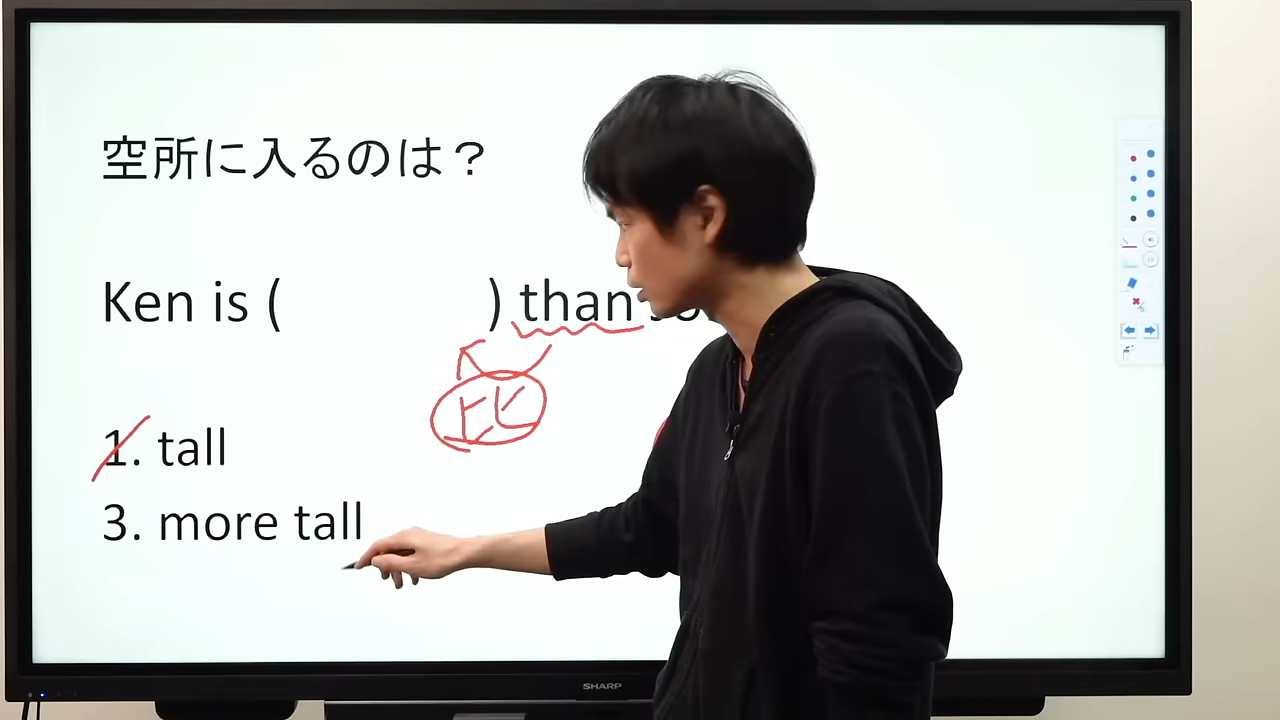 空所に入るのは？
Ken is ( ) than
比
1. tall
3. more tall
SHARP